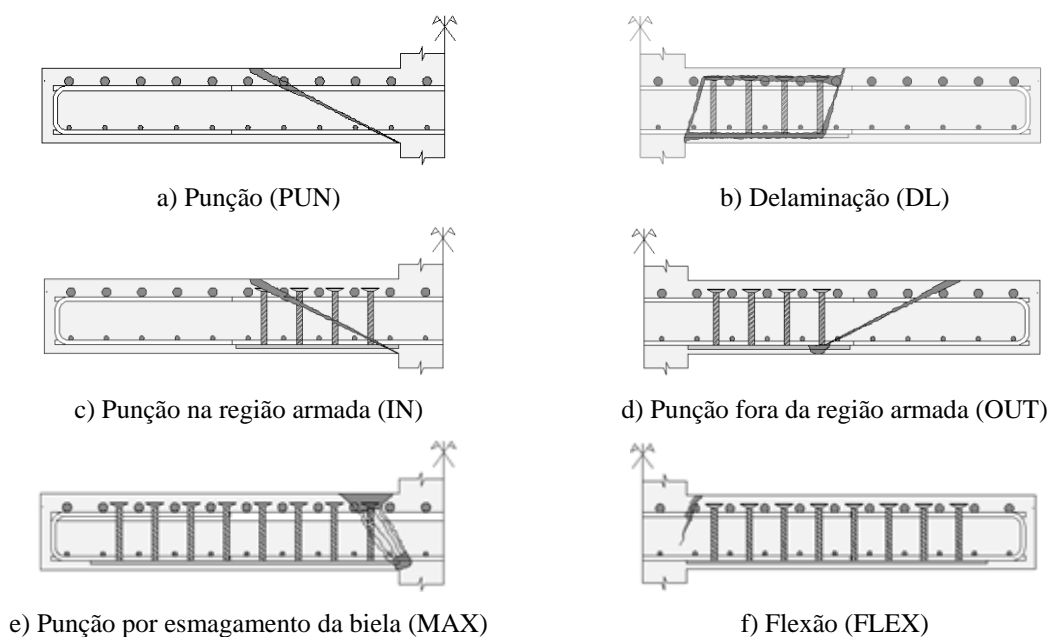 a) Punção (PUN)
b) Delaminação (DL)
c) Punção na região armada (IN)
d) Punção fora da região armada (OUT)
e) Punção por esmagamento da biela (MAX)
f) Flexão (FLEX)